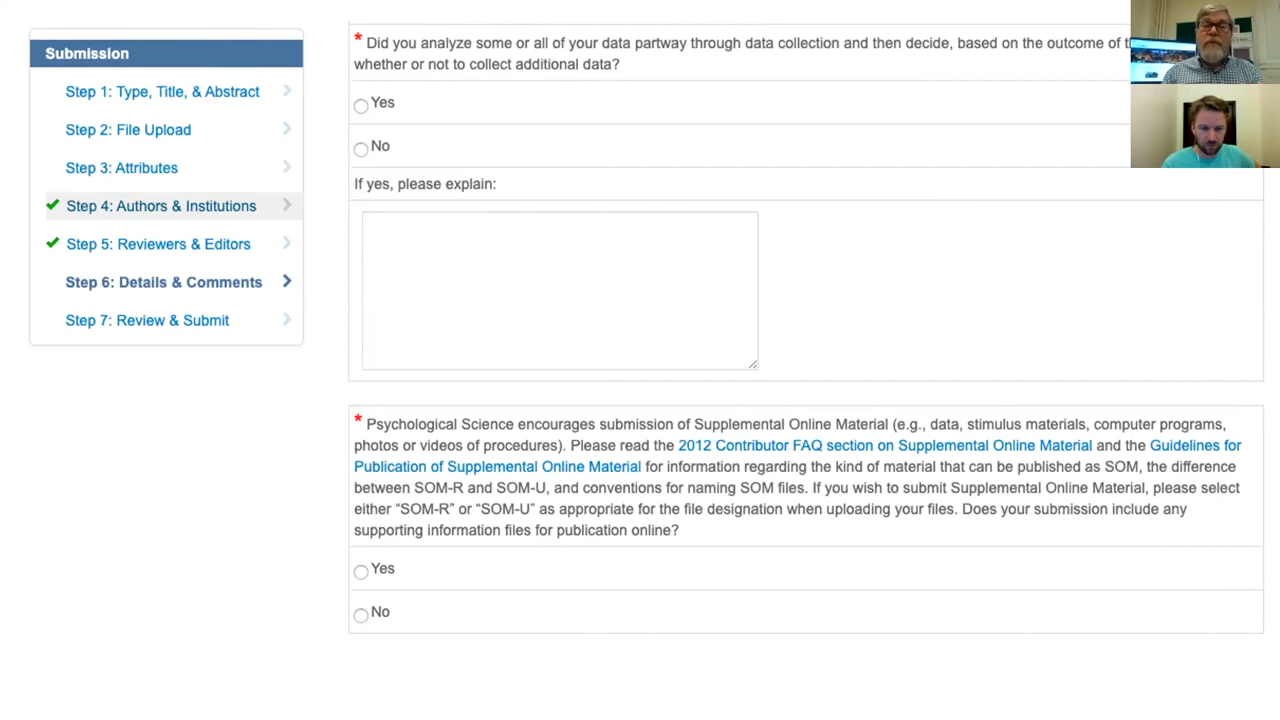 Submission
Step 1: Type, Title, & Abstract
Step 2: File Upload
Step 3: Attributes
Step 4: Authors & Institutions
Step 5: Reviewers & Editors
Step 6: Details & Comments
Step 7: Review & Submit
* Did you analyze some or all of your data partway through data collection and then decide, based on the outcome of
whether or not to collect additional data?
Yes
No
If yes, please explain:
* Psychological Science encourages submission of Supplemental Online Material (e.g., data, stimulus materials, computer programs,
photos or videos of procedures). Please read the 2012 Contributor FAQ section on Supplemental Online Material and the Guidelines for
Publication of Supplemental Online Material for information regarding the kind of material that can be published as SOM, the difference
between SOM-R and SOM-U, and conventions for naming SOM files. If you wish to submit Supplemental Online Material, please select
either “SOM-R” or “SOM-U” as appropriate for the file designation when uploading your files. Does your submission include any
supporting information files for publication online?
Yes
No